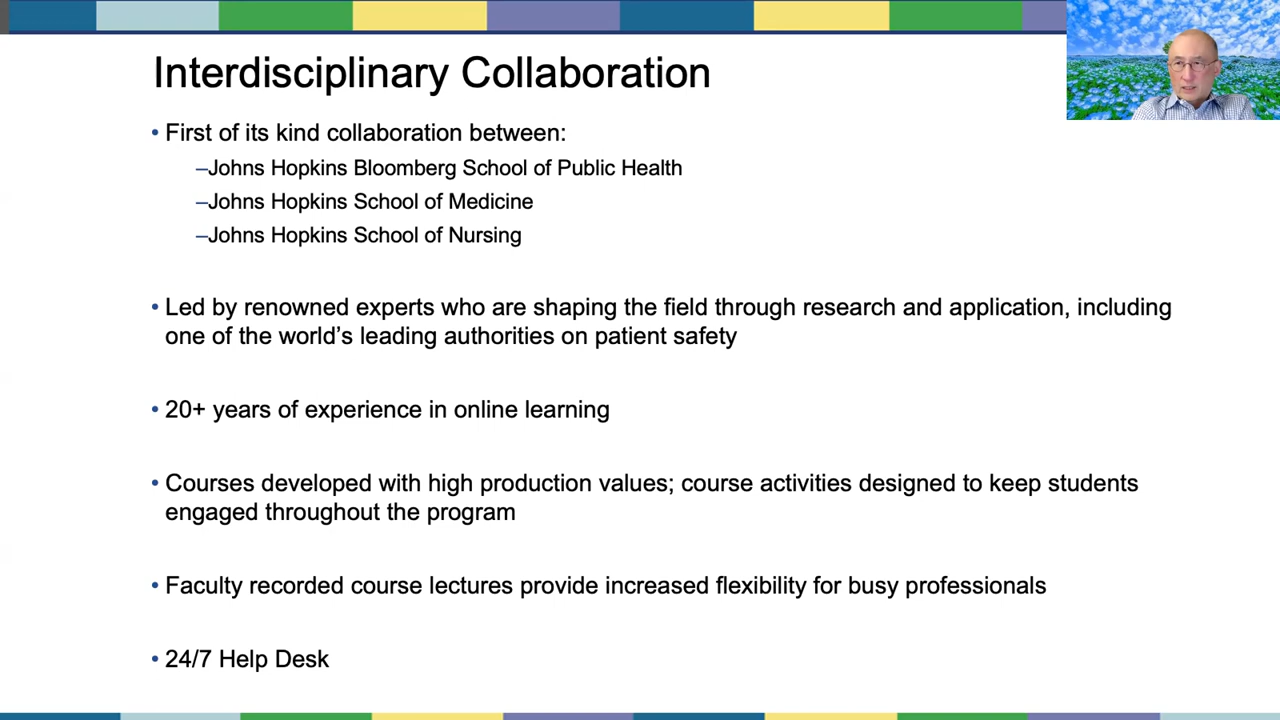 Interdisciplinary Collaboration
• First of its kind collaboration between:
–Johns Hopkins Bloomberg School of Public Health
–Johns Hopkins School of Medicine
–Johns Hopkins School of Nursing
• Led by renowned experts who are shaping the field through research and application, including
one of the world’s leading authorities on patient safety
• 20+ years of experience in online learning
• Courses developed with high production values; course activities designed to keep students
engaged throughout the program
• Faculty recorded course lectures provide increased flexibility for busy professionals
• 24/7 Help Desk